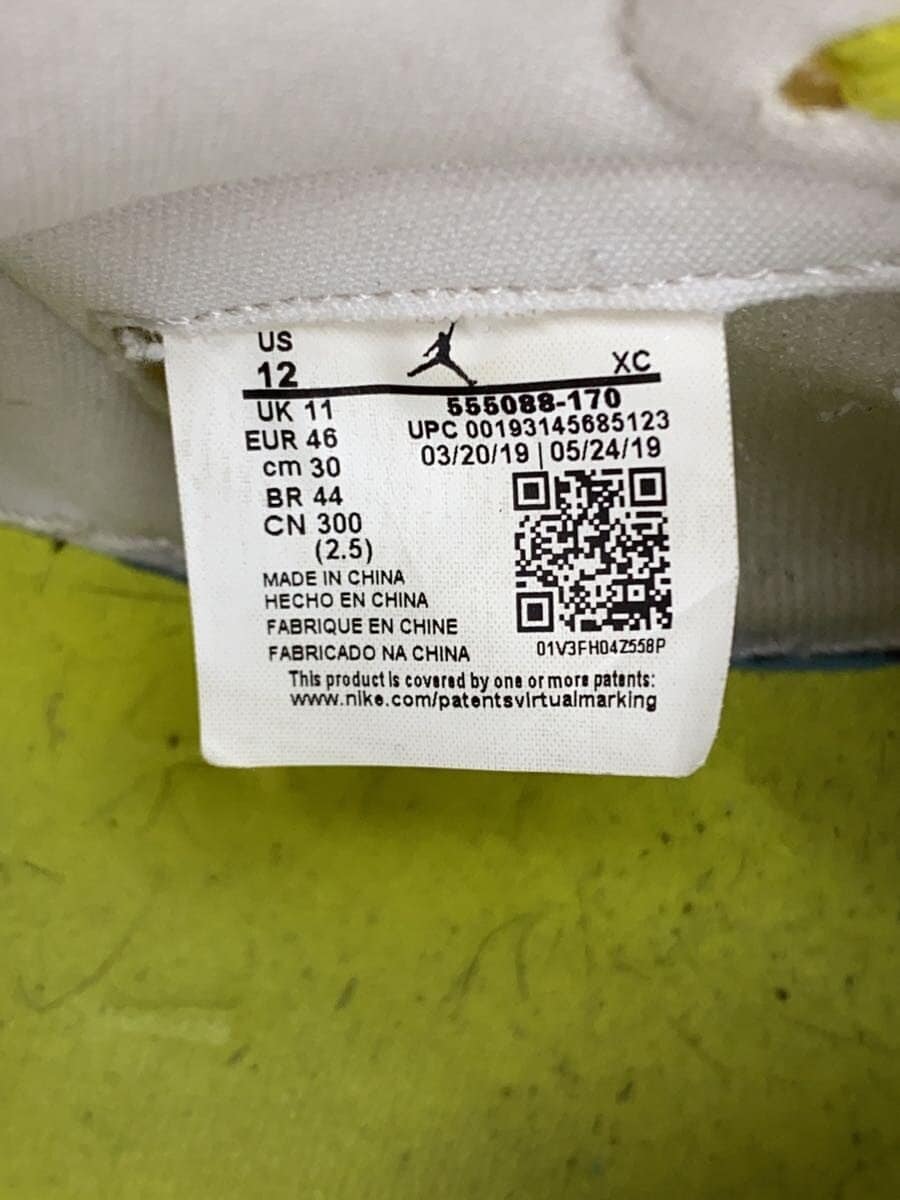 US
12
XC
UK 11
EUR 46
cm 30
BR 44
CN 300
(2.5)
555088-170
UPC 00193145685123
03/20/19 | 05/24/19
MADE IN CHINA
HECHO EN CHINA
FABRIQUE EN CHINE
FABRICADO NA CHINA
01V3FH04Z558P
This product is covered by one or more patents:
www.nike.com/patentsvirtualmarking